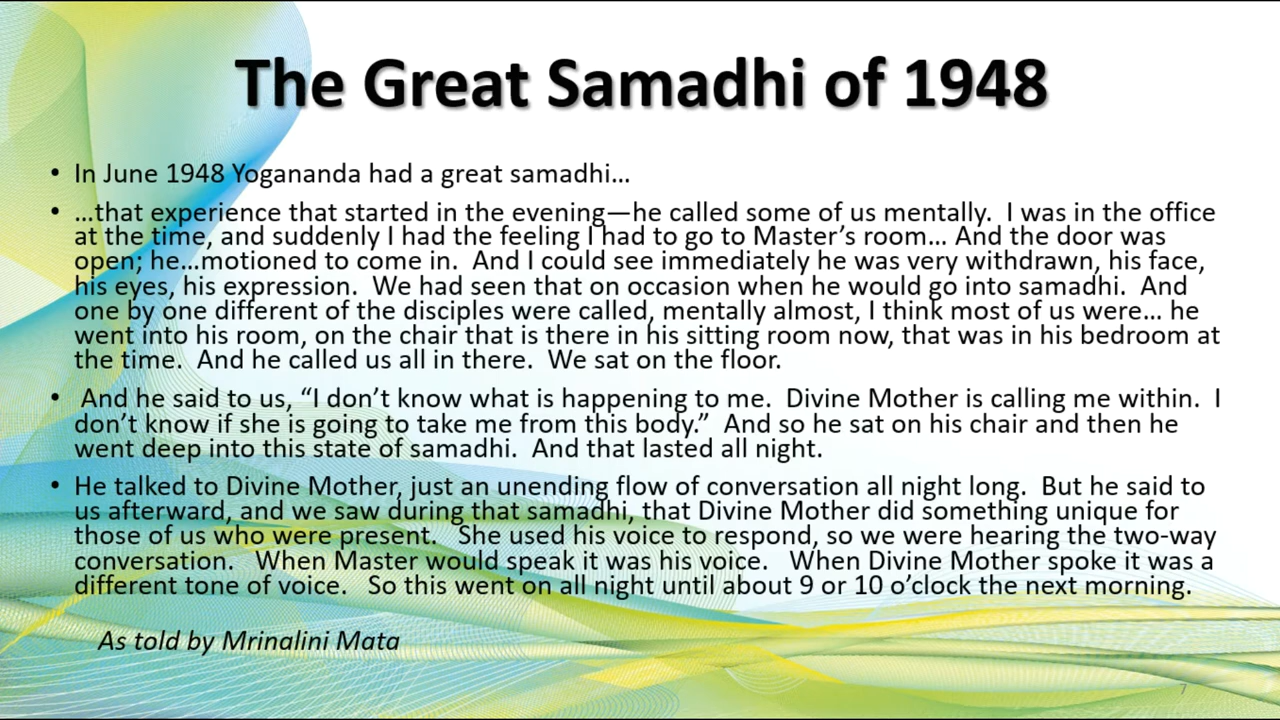 The Great Samadhi of 1948
• In June 1948 Yogananda had a great samadhi…
• …that experience that started in the evening—he called some of us mentally.  I was in the office
at the time, and suddenly I had the feeling I had to go to Master’s room… And the door was
open; he…motioned to come in.  And I could see immediately he was very withdrawn, his face,
his eyes, his expression.  We had seen that on occasion when he would go into samadhi.  And
one by one different of the disciples were called, mentally almost, I think most of us were… he
went into his room, on the chair that is there in his sitting room now, that was in his bedroom at
the time.  And he called us all in there.  We sat on the floor.
• And he said to us, “I don’t know what is happening to me.  Divine Mother is calling me within.  I
don’t know if she is going to take me from this body.”  And so he sat on his chair and then he
went deep into this state of samadhi.  And that lasted all night.
• He talked to Divine Mother, just an unending flow of conversation all night long.  But he said to
us afterward, and we saw during that samadhi, that Divine Mother did something unique for
those of us who were present.   She used his voice to respond, so we were hearing the two-way
conversation.   When Master would speak it was his voice.   When Divine Mother spoke it was a
different tone of voice.   So this went on all night until about 9 or 10 o’clock the next morning.
As told by Mrinalini Mata
7